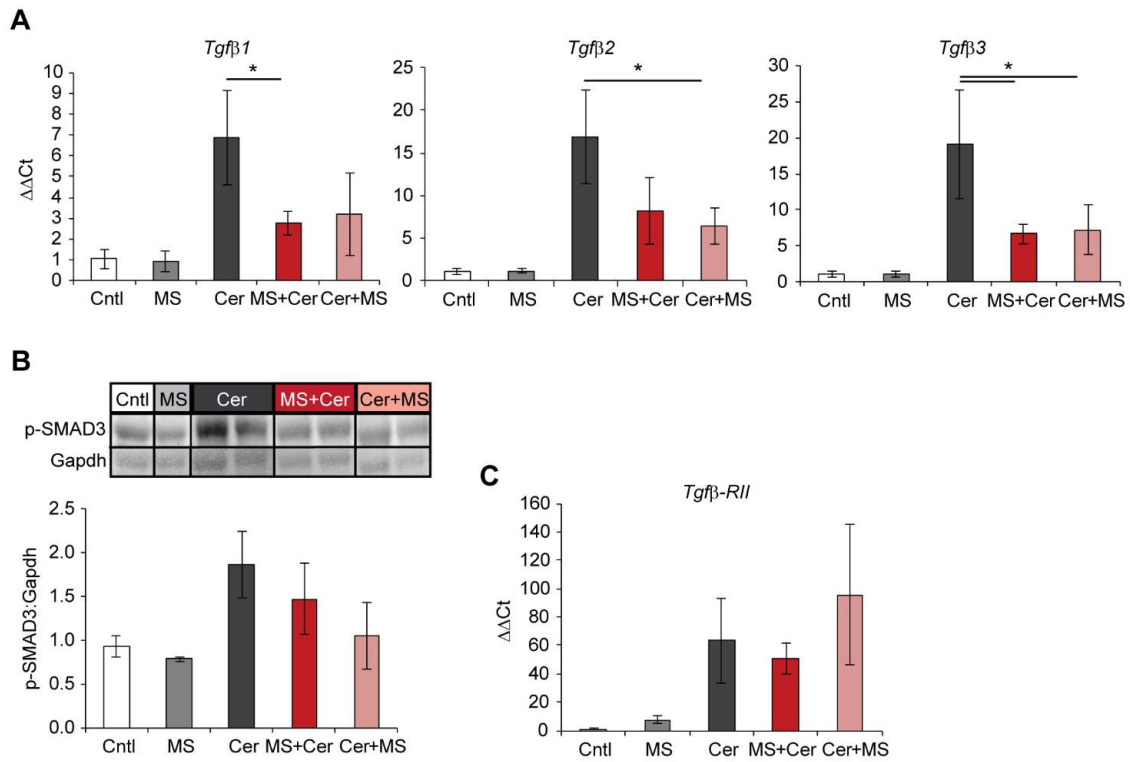 A
Tgfβ1
Tgfβ2
Tgfβ3
*
*
*
ΔΔCt
10
9
8
7
6
5
4
3
2
1
0
Cntl MS Cer MS+Cer Cer+MS
25
20
15
10
5
0
Cntl MS Cer MS+Cer Cer+MS
30
25
20
15
10
5
0
Cntl MS Cer MS+Cer Cer+MS
B
Cntl MS Cer MS+Cer Cer+MS
p-SMAD3
Gapdh
p-SMAD3:Gapdh
2.5
2.0
1.5
1.0
0.5
0.0
Cntl MS Cer MS+Cer Cer+MS
C
Tgfβ-RII
ΔΔCt
160
140
120
100
80
60
40
20
0
Cntl MS Cer MS+Cer Cer+MS